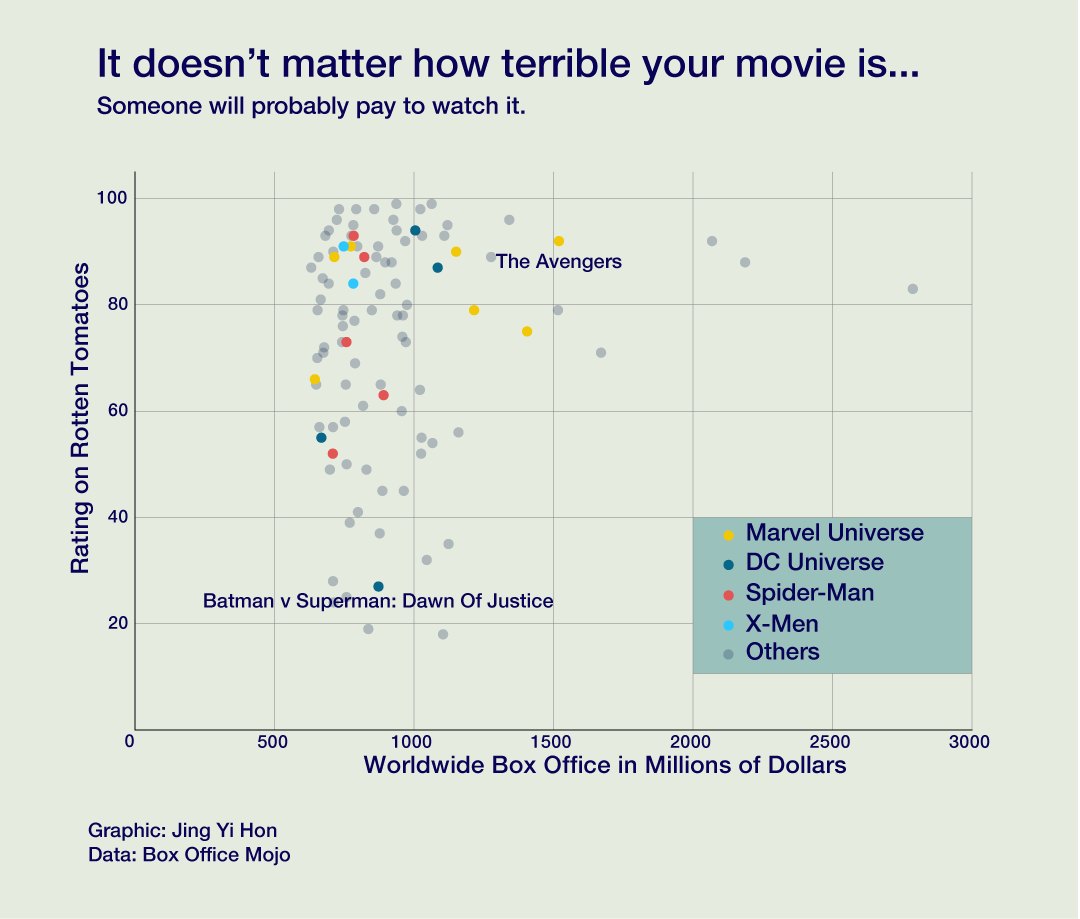 It doesn't matter how terrible your movie is...
Someone will probably pay to watch it.
Rating on Rotten Tomatoes
100
80
60
40
20
The Avengers
Batman v Superman: Dawn Of Justice
Marvel Universe
DC Universe
Spider-Man
X-Men
Others
0 500 1000 1500 2000 2500 3000
Worldwide Box Office in Millions of Dollars
Graphic: Jing Yi Hon
Data: Box Office Mojo